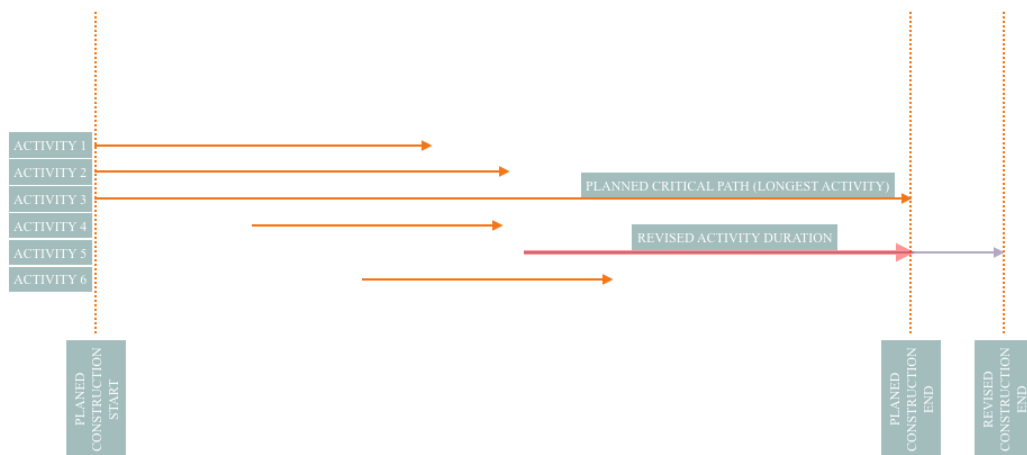 ACTIVITY 1
ACTIVITY 2
PLANNED CRITICAL PATH (LONGEST ACTIVITY)
ACTIVITY 3
ACTIVITY 4
REVISED ACTIVITY DURATION
ACTIVITY 5
ACTIVITY 6
PLANED
CONSTRUCTION
START
PLANED
CONSTRUCTION
END
REVISED
CONSTRUCTION
END